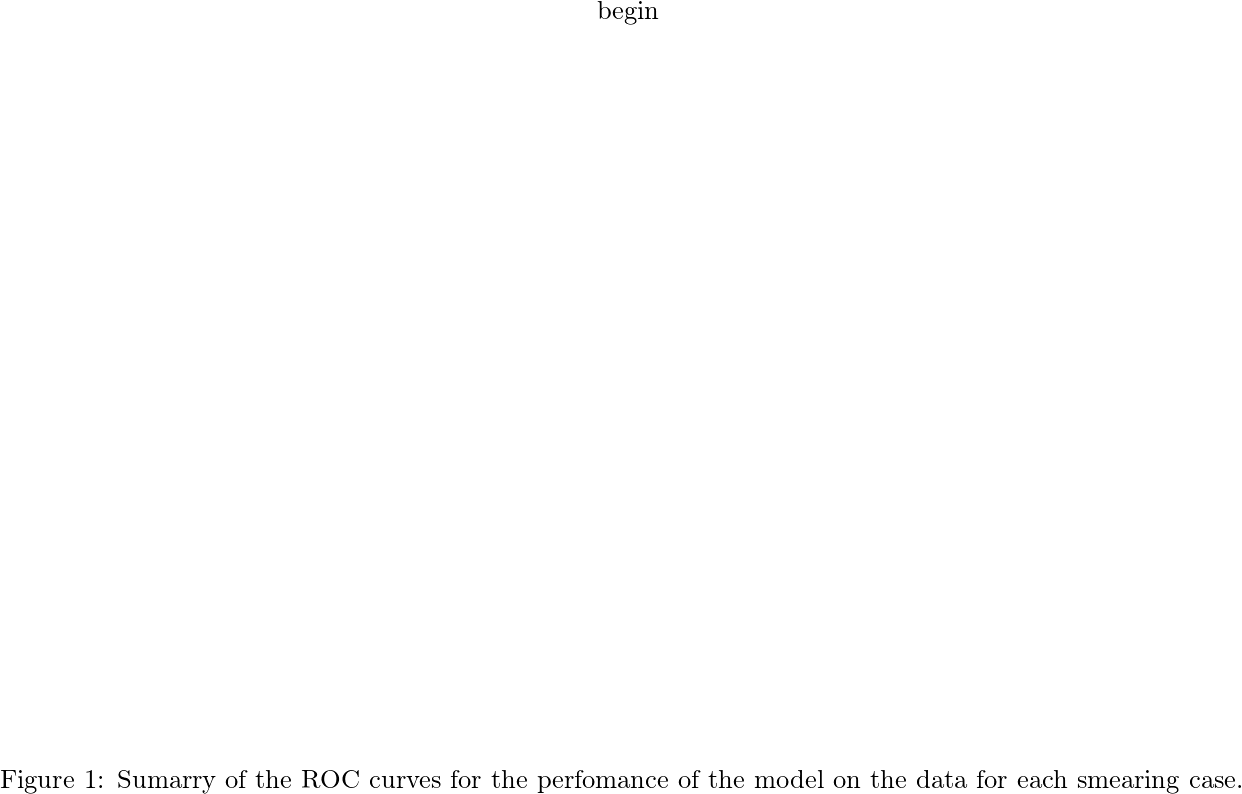 begin
Figure 1: Sumarry of the ROC curves for the perfomance of the model on the data for each smearing case.